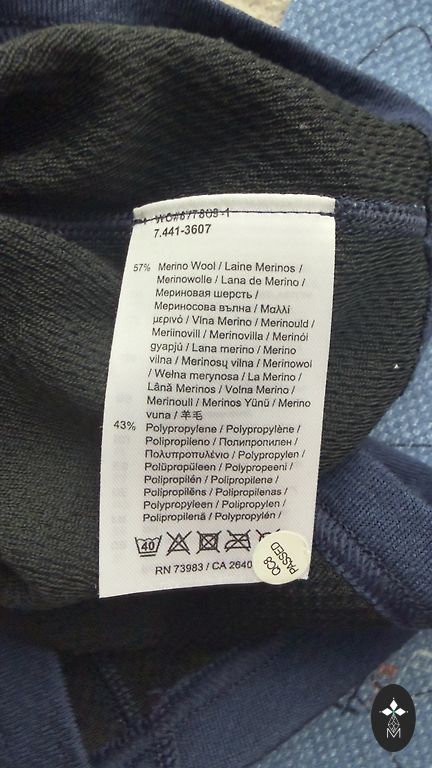 WO#677809-1
7.441-3607
57% Merino Wool / Laine Merinos /
Merinowolle / Lana de Merino /
Мериновая шерсть /
Мериносова вълна / Μαλλί
μερινό / Vlna Merino / Merinould /
Meriinovill / Merinovilla / Merinói
gyapjú / Lana merino / Merino
vilna / Merinosų vilna / Merinowol
/ Wełna merynosa / La Merino /
Lână Merinos / Volna Merino /
Merinoull / Merinos Yünü / Merino
vuna / 羊毛
43% Polypropylene / Polypropylène /
Polipropileno / Полипропилен /
Πολυπροπυλένιο / Polypropylen /
Polüpropüleen / Polypropeeni /
Polipropilén / Polipropilene /
Polipropilēns / Polipropilenas /
Polypropyleen / Polipropylen /
Polipropilenă / Polypropylén /
40
RN 73983 / CA 2640
QC8
PASSED
M